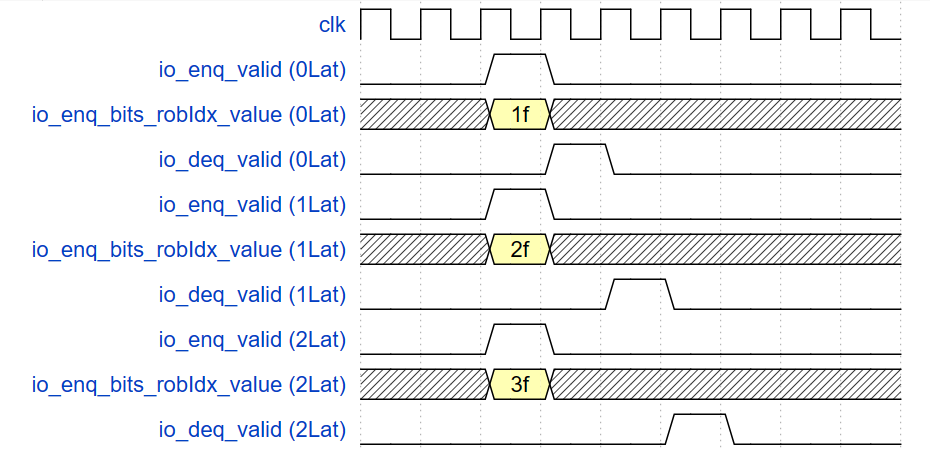 clk
io_enq_valid (0Lat)
io_enq_bits_robIdx_value (0Lat) 1f
io_deq_valid (0Lat)
io_enq_valid (1Lat)
io_enq_bits_robIdx_value (1Lat) 2f
io_deq_valid (1Lat)
io_enq_valid (2Lat)
io_enq_bits_robIdx_value (2Lat) 3f
io_deq_valid (2Lat)